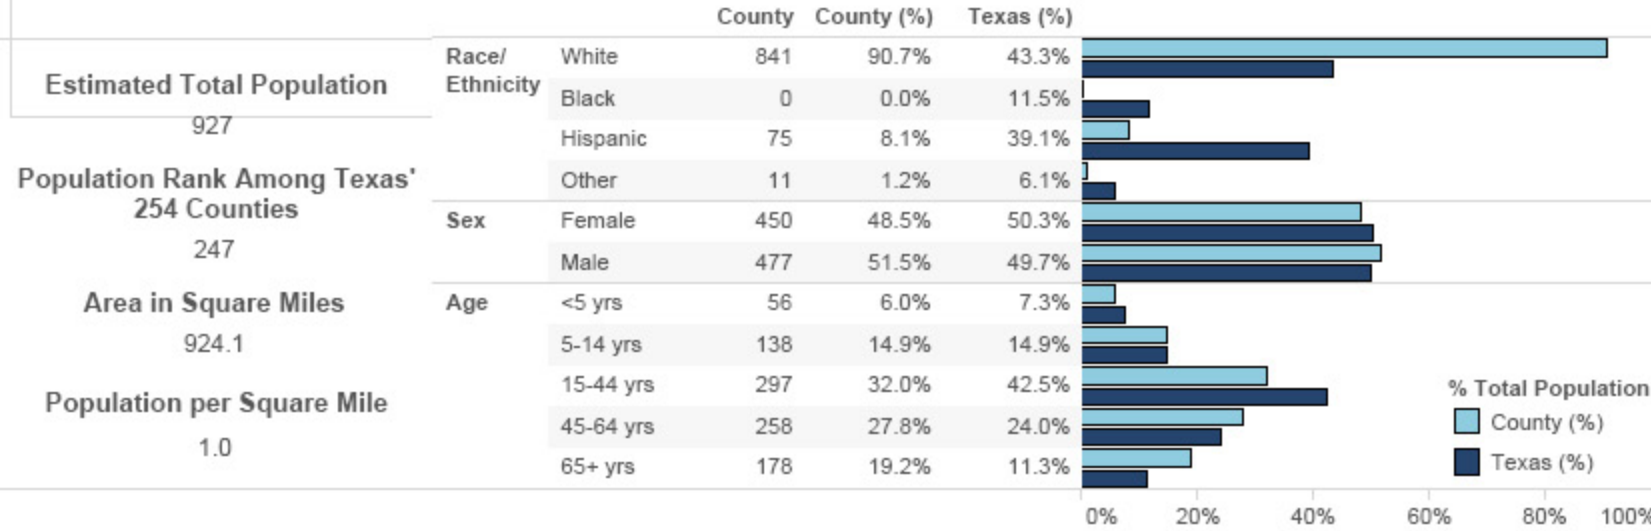 Estimated Total Population
927
Population Rank Among Texas'
254 Counties
247
Area in Square Miles
924.1
Population per Square Mile
1.0
County County (%) Texas (%)
Race/ White 841 90.7% 43.3%
Ethnicity
Black 0 0.0% 11.5%
Hispanic 75 8.1% 39.1%
Other 11 1.2% 6.1%
Sex Female 450 48.5% 50.3%
Male 477 51.5% 49.7%
Age <5 yrs 56 6.0% 7.3%
5-14 yrs 138 14.9% 14.9%
15-44 yrs 297 32.0% 42.5%
45-64 yrs 258 27.8% 24.0%
65+ yrs 178 19.2% 11.3%
% Total Population
County (%)
Texas (%)
0% 20% 40% 60% 80% 100%